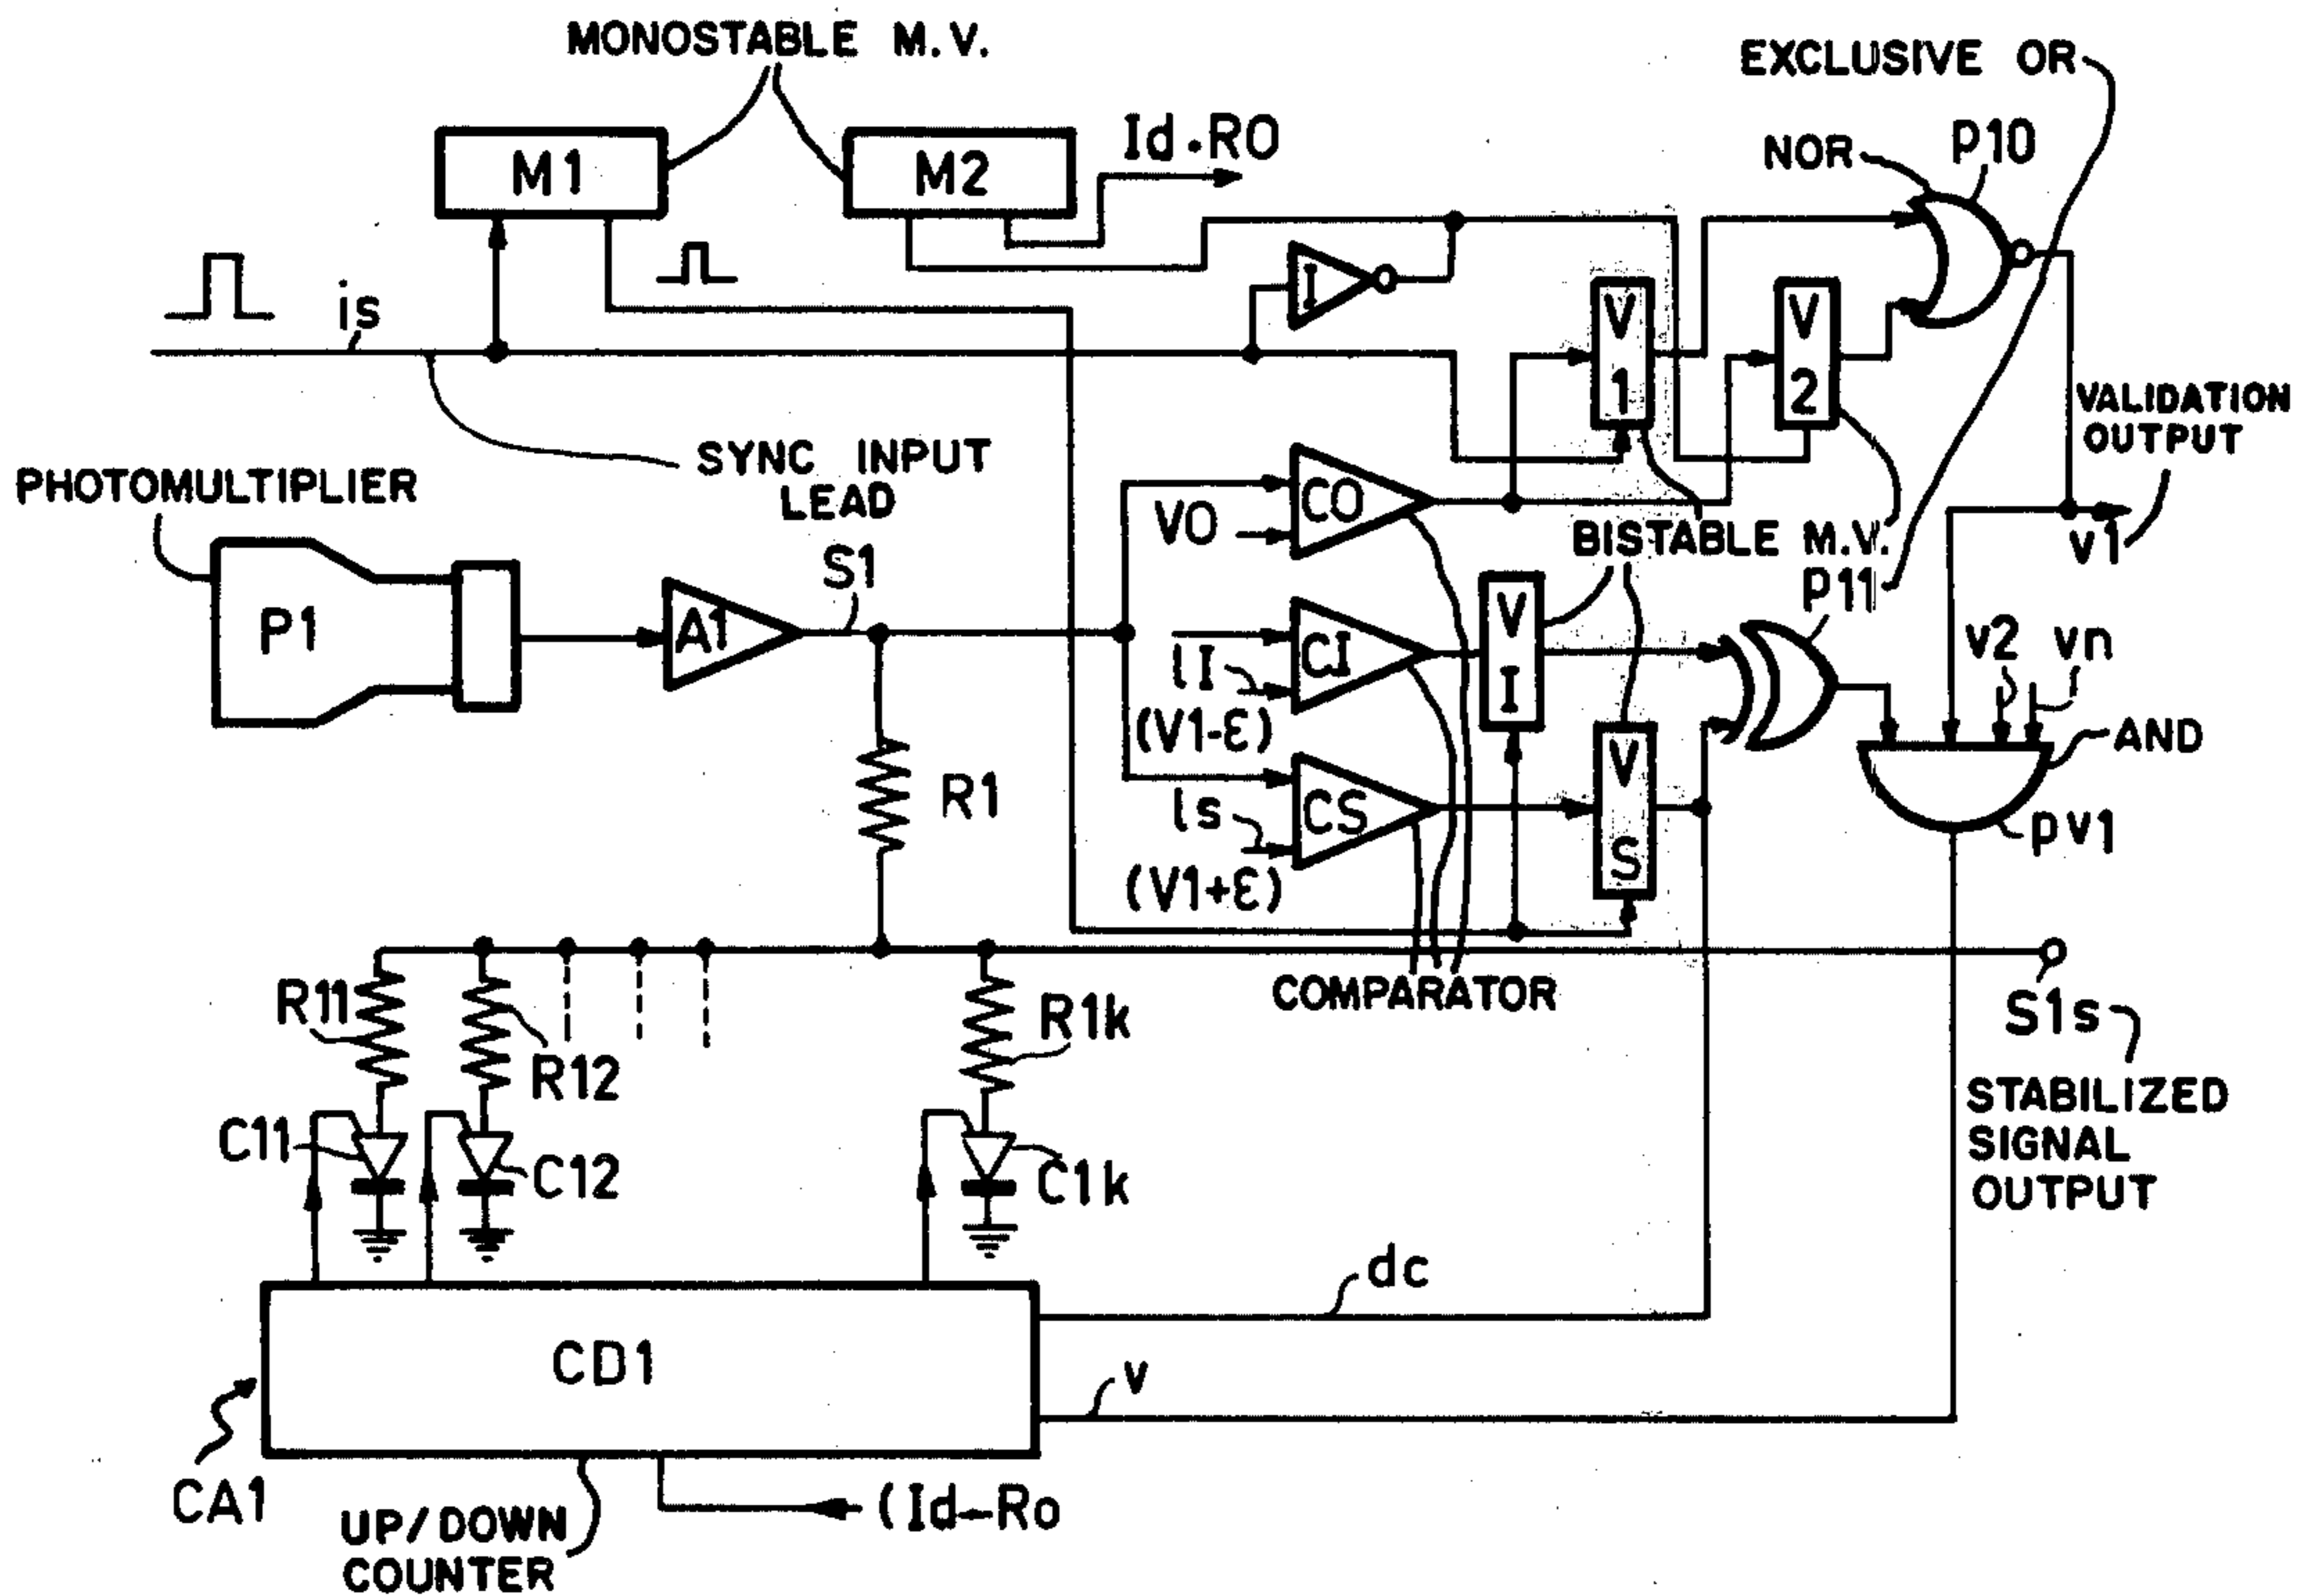 MONOSTABLE M.V.
EXCLUSIVE OR
M1
M2
Id.RO
NOR
P10
is
I
V
1
V
2
VALIDATION
OUTPUT
SYNC INPUT
LEAD
PHOTOMULTIPLIER
P1
A1
S1
VO
CO
BISTABLE M.V.
v1
P11
CI
lI
(V1-ε)
V
I
v2
vn
AND
R1
ls
CS
(V1+ε)
V
S
pv1
COMPARATOR
R11
R12
R1k
S1s
C11
C12
C1k
STABILIZED
SIGNAL
OUTPUT
dc
CD1
v
CA1
UP/DOWN
COUNTER
(Id-Ro